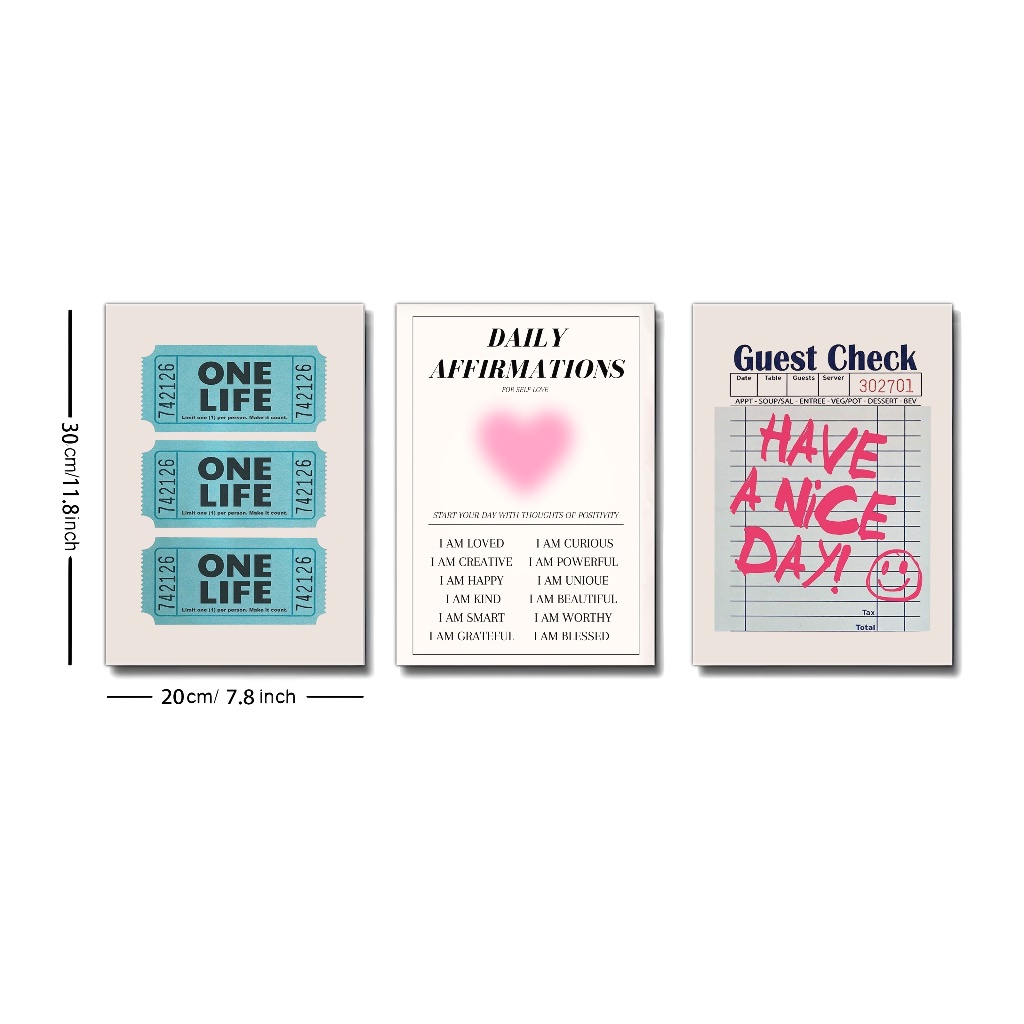 30 cm/11.8 inch
20cm/ 7.8 inch
742126
ONE
LIFE
Limit one (1) per person. Make it count.
742126
742126
ONE
LIFE
Limit one (1) per person. Make it count.
742126
742126
ONE
LIFE
Limit one (1) per person. Make it count.
742126
DAILY
AFFIRMATIONS
FOR SELF LOVE
START YOUR DAY WITH THOUGHTS OF POSITIVITY
I AM LOVED I AM CURIOUS
I AM CREATIVE I AM POWERFUL
I AM HAPPY I AM UNIQUE
I AM KIND I AM BEAUTIFUL
I AM SMART I AM WORTHY
I AM GRATEFUL I AM BLESSED
Guest Check
Date Table Guests Server
302701
APPT - SOUP/SAL - ENTREE - VEG/POT - DESSERT - BEV
HAVE
A NiCE
DAY!
Tax
Total